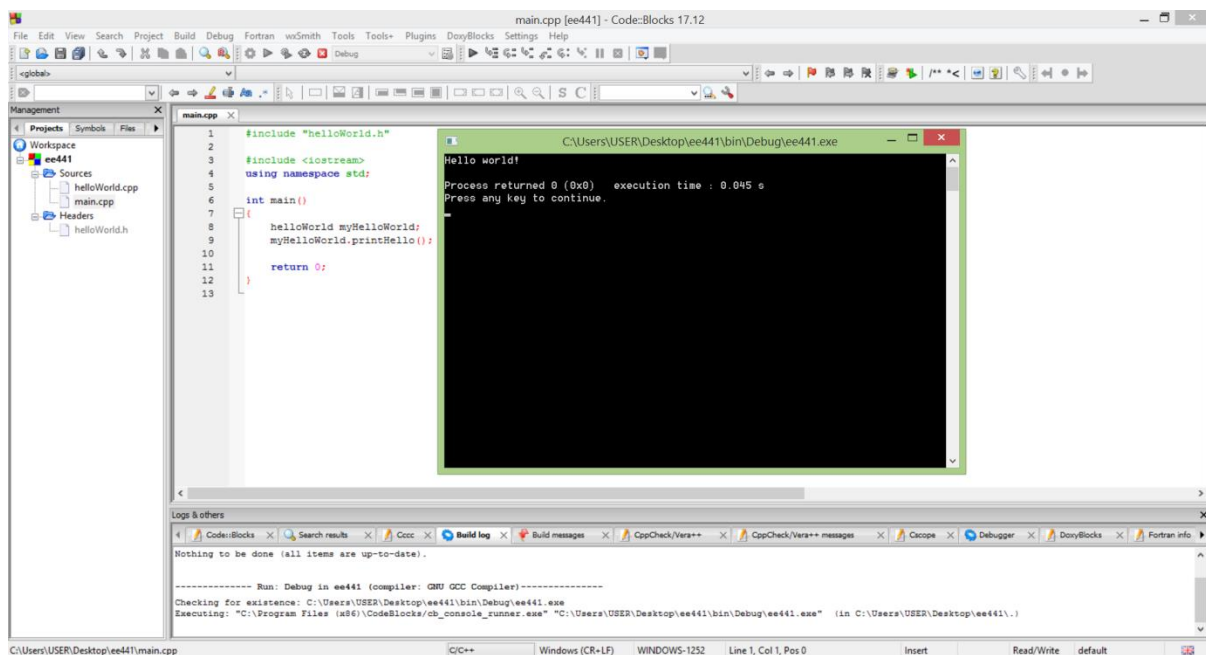 main.cpp [ee441] - Code::Blocks 17.12
File Edit View Search Project Build Debug Fortran wxSmith Tools Tools+ Plugins DoxyBlocks Settings Help
Debug
<global>
/** *<
S C
Management
Projects Symbols Files
main.cpp
Workspace
ee441
Sources
helloWorld.cpp
main.cpp
Headers
helloWorld.h
1 #include "helloWorld.h"
2
3 #include <iostream>
4 using namespace std;
5
6 int main()
7 {
8 helloWorld myHelloWorld;
9 myHelloWorld.printHello();
10
11 return 0;
12 }
13
C:\Users\USER\Desktop\ee441\bin\Debug\ee441.exe
Hello world!
Process returned 0 (0x0) execution time : 0.045 s
Press any key to continue.
Logs & others
Code::Blocks Search results Cccc Build log Build messages CppCheck/Vera++ CppCheck/Vera++ messages Cscope Debugger DoxyBlocks Fortran info
Nothing to be done (all items are up-to-date).
-------------- Run: Debug in ee441 (compiler: GNU GCC Compiler)---------------
Checking for existence: C:\Users\USER\Desktop\ee441\bin\Debug\ee441.exe
Executing: "C:\Program Files (x86)\CodeBlocks/cb_console_runner.exe" "C:\Users\USER\Desktop\ee441\bin\Debug\ee441.exe" (in C:\Users\USER\Desktop\ee441\.)
C:\Users\USER\Desktop\ee441\main.cpp C/C++ Windows (CR+LF) WINDOWS-1252 Line 1, Col 1, Pos 0 Insert Read/Write default